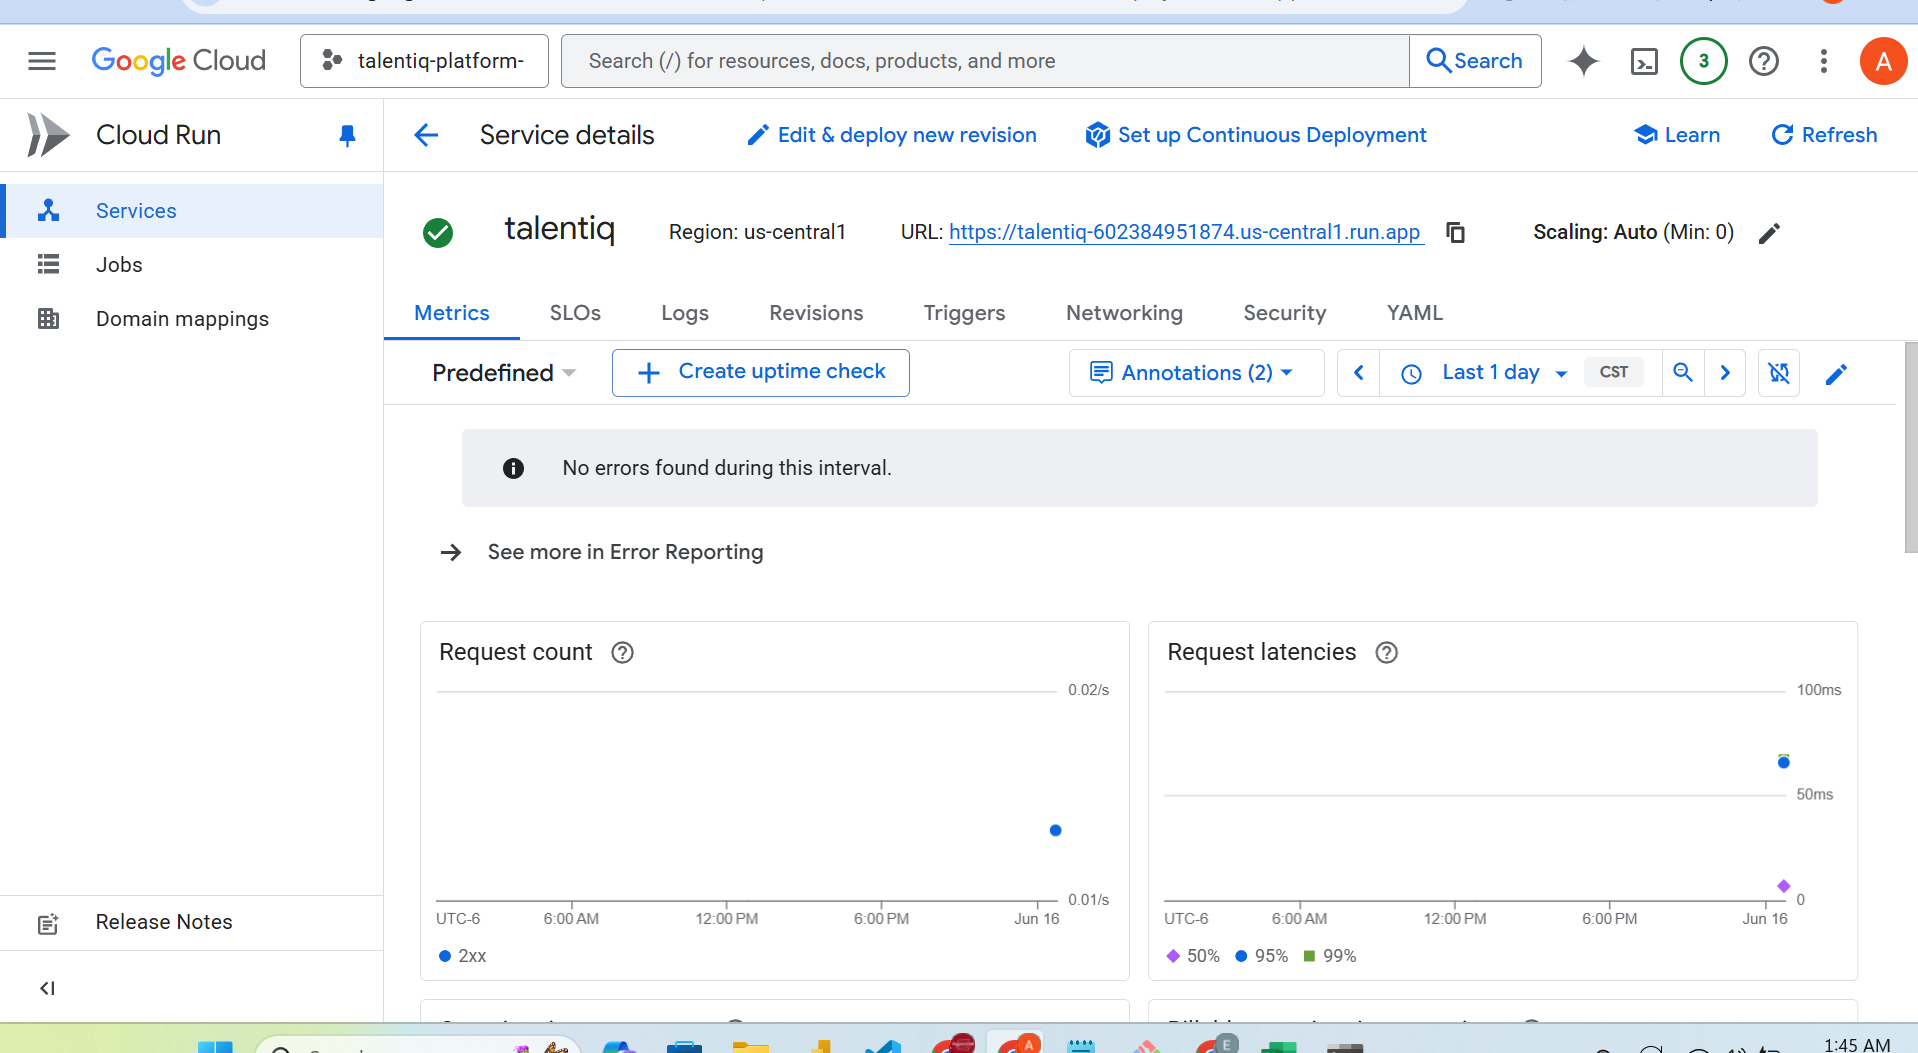 Google Cloud
talentiq-platform-
Search (/) for resources, docs, products, and more
Search
3
A
Cloud Run
Service details
Edit & deploy new revision
Set up Continuous Deployment
Learn
Refresh
Services
Jobs
Domain mappings
talentiq
Region: us-central1
URL: https://talentiq-602384951874.us-central1.run.app
Scaling: Auto (Min: 0)
Metrics
SLOs
Logs
Revisions
Triggers
Networking
Security
YAML
Predefined
Create uptime check
Annotations (2)
Last 1 day
CST
No errors found during this interval.
See more in Error Reporting
Request count
0.02/s
0.01/s
UTC-6 6:00 AM 12:00 PM 6:00 PM Jun 16
2xx
Request latencies
100ms
50ms
0
UTC-6 6:00 AM 12:00 PM 6:00 PM Jun 16
50% 95% 99%
Release Notes
A
E
1:45 AM